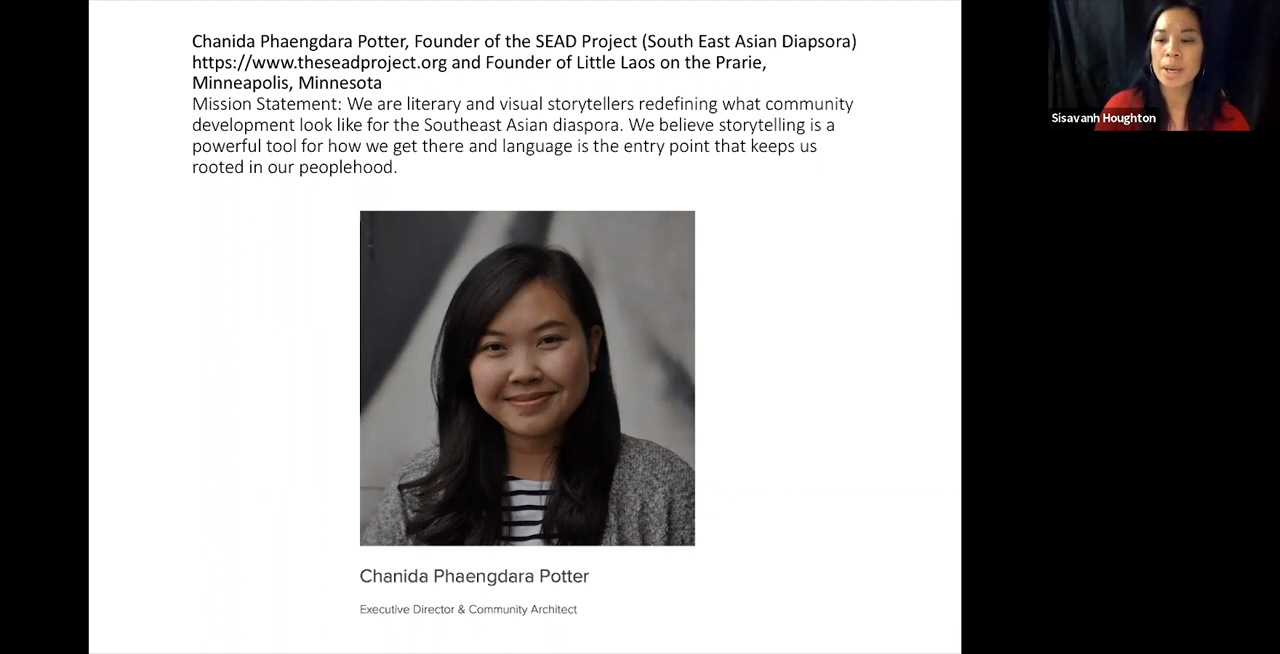 Chanida Phaengdara Potter, Founder of the SEAD Project (South East Asian Diapsora)
https://www.theseadproject.org and Founder of Little Laos on the Prarie,
Minneapolis, Minnesota
Mission Statement: We are literary and visual storytellers redefining what community
development look like for the Southeast Asian diaspora. We believe storytelling is a
powerful tool for how we get there and language is the entry point that keeps us
rooted in our peoplehood.
Chanida Phaengdara Potter
Executive Director & Community Architect
Sisavanh Houghton